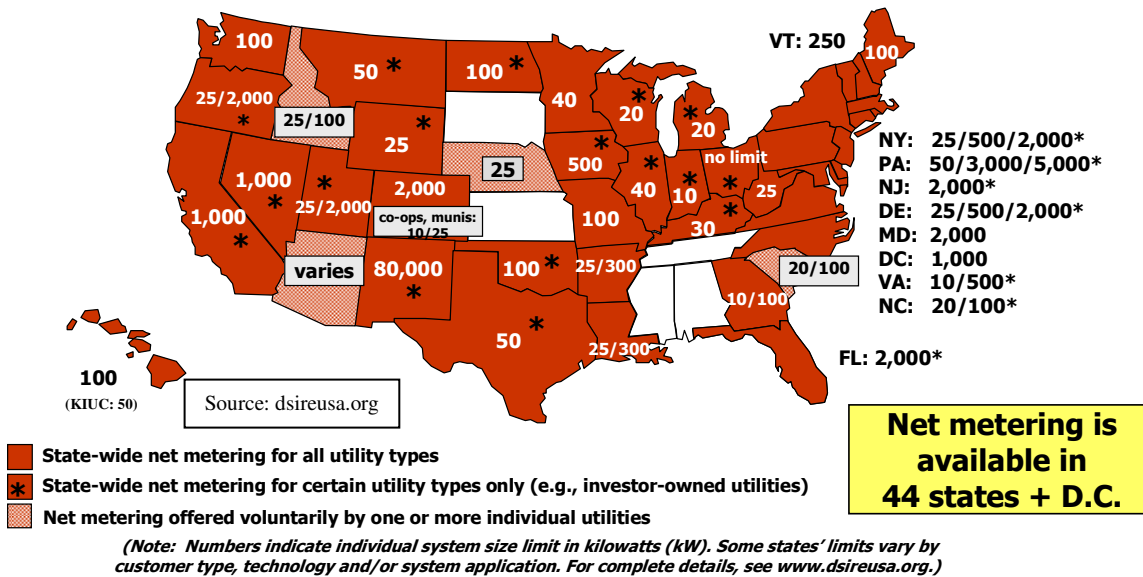 VT: 250
100
100
50 *
100 *
40
20 *
20 *
25/2,000 *
25/100
25 *
25
500 *
no limit *
40 *
10 *
25
1,000 *
25/2,000 *
2,000
co-ops, munis:
10/25
1,000 *
100
30 *
varies
80,000 *
100 *
25/300
20/100
10/100
50 *
25/300
NY: 25/500/2,000*
PA: 50/3,000/5,000*
NJ: 2,000*
DE: 25/500/2,000*
MD: 2,000
DC: 1,000
VA: 10/500*
NC: 20/100*
FL: 2,000*
100
(KIUC: 50)
Source: dsireusa.org
Net metering is
available in
44 states + D.C.
State-wide net metering for all utility types
* State-wide net metering for certain utility types only (e.g., investor-owned utilities)
Net metering offered voluntarily by one or more individual utilities
(Note: Numbers indicate individual system size limit in kilowatts (kW). Some states' limits vary by
customer type, technology and/or system application. For complete details, see www.dsireusa.org.)